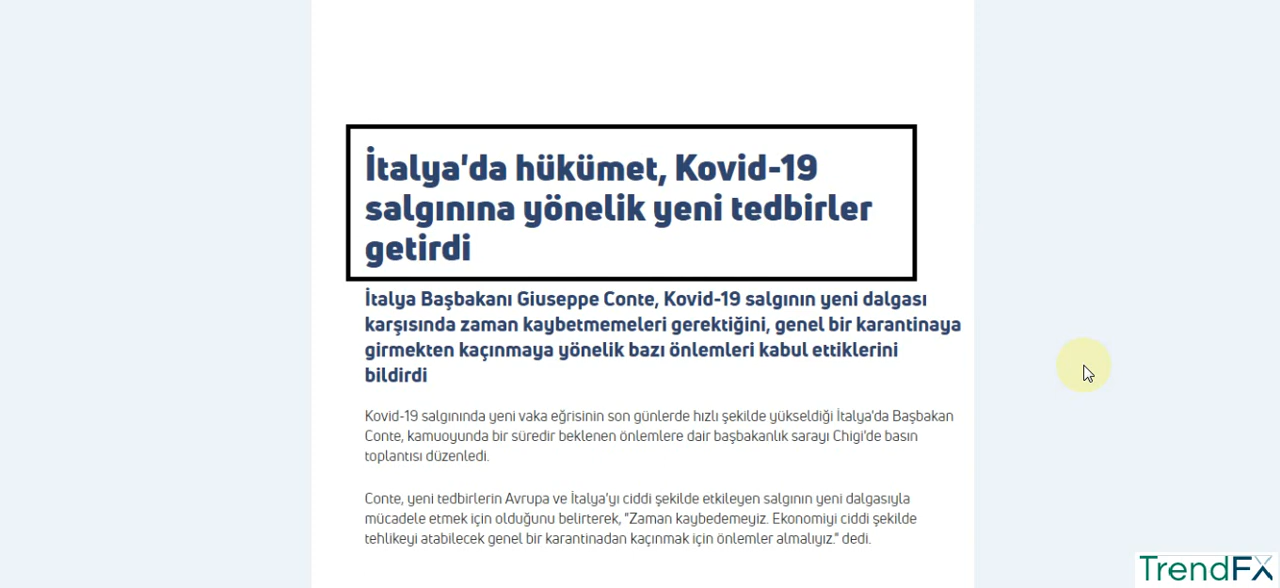 İtalya'da hükümet, Kovid-19
salgınına yönelik yeni tedbirler
getirdi
İtalya Başbakanı Giuseppe Conte, Kovid-19 salgının yeni dalgası
karşısında zaman kaybetmemeleri gerektiğini, genel bir karantinaya
girmekten kaçınmaya yönelik bazı önlemleri kabul ettiklerini
bildirdi
Kovid-19 salgınında yeni vaka eğrisinin son günlerde hızlı şekilde yükseldiği İtalya'da Başbakan
Conte, kamuoyunda bir süredir beklenen önlemlere dair başbakanlık sarayı Chigi'de basın
toplantısı düzenledi.
Conte, yeni tedbirlerin Avrupa ve İtalya'yı ciddi şekilde etkileyen salgının yeni dalgasıyla
mücadele etmek için olduğunu belirterek, "Zaman kaybedemeyiz. Ekonomiyi ciddi şekilde
tehlikeyi atabilecek genel bir karantinadan kaçınmak için önlemler almalıyız." dedi.
TrendFX